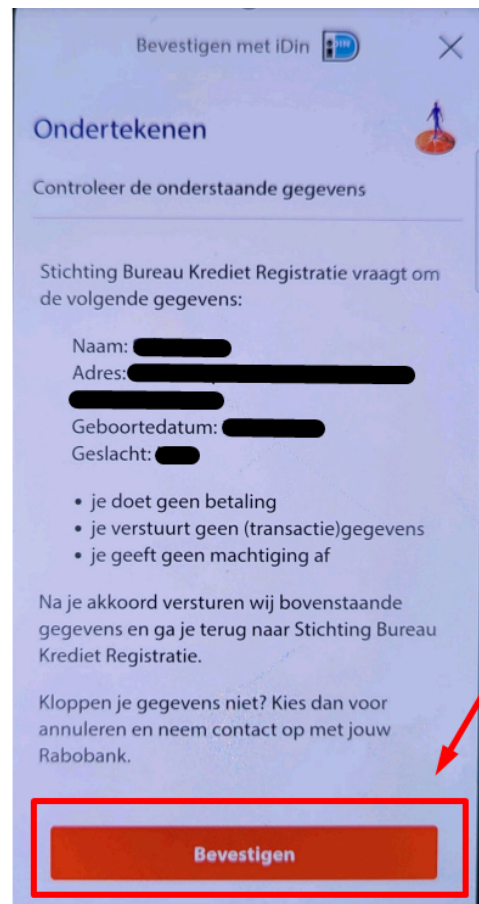 Bevestigen met iDin iDIN
Ondertekenen
Controleer de onderstaande gegevens
Stichting Bureau Krediet Registratie vraagt om
de volgende gegevens:
Naam:
Adres:
Geboortedatum:
Geslacht:
• je doet geen betaling
• je verstuurt geen (transactie)gegevens
• je geeft geen machtiging af
Na je akkoord versturen wij bovenstaande
gegevens en ga je terug naar Stichting Bureau
Krediet Registratie.
Kloppen je gegevens niet? Kies dan voor
annuleren en neem contact op met jouw
Rabobank.
Bevestigen